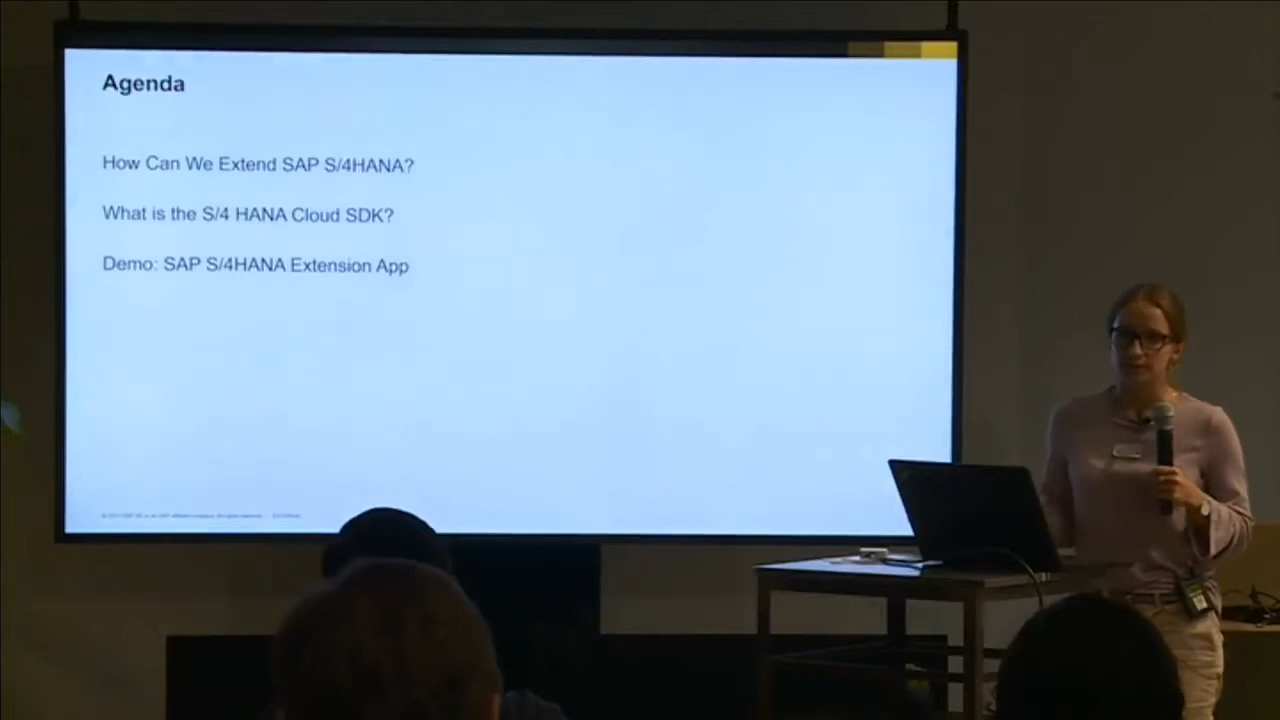 Agenda
How Can We Extend SAP S/4HANA?
What is the S/4 HANA Cloud SDK?
Demo: SAP S/4HANA Extension App